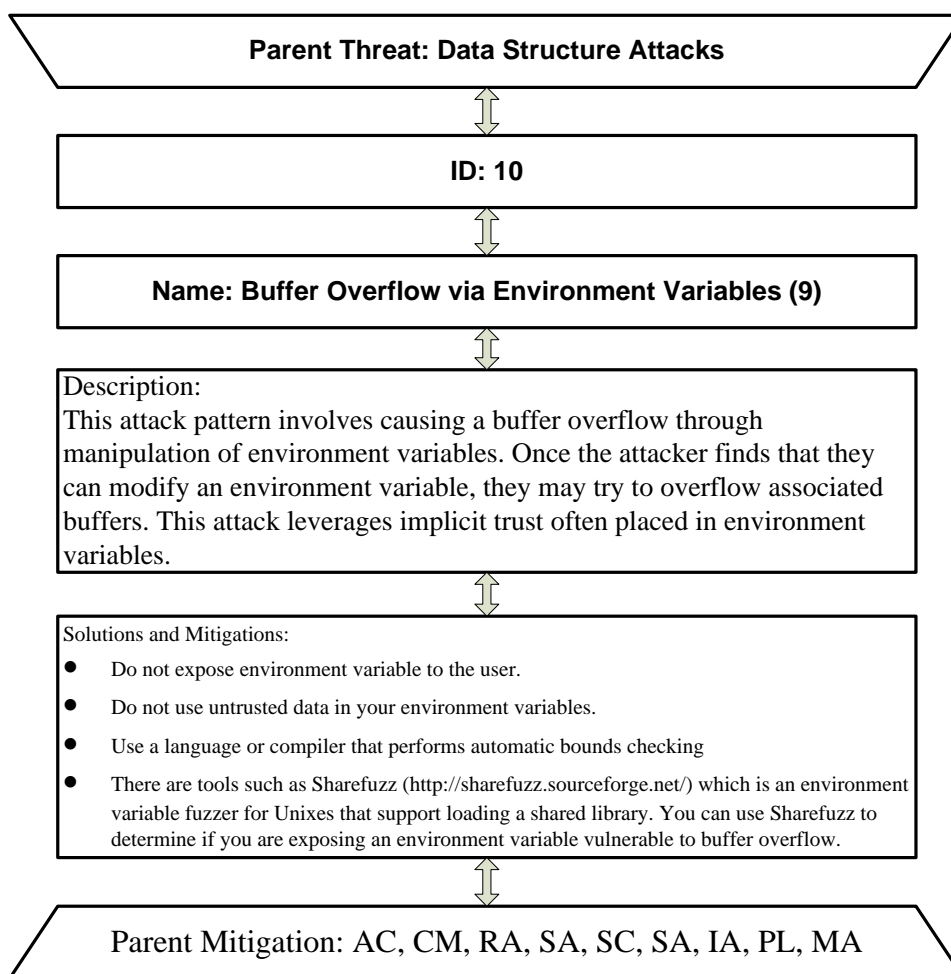 Parent Threat: Data Structure Attacks
ID: 10
Name: Buffer Overflow via Environment Variables (9)
Description:
This attack pattern involves causing a buffer overflow through
manipulation of environment variables. Once the attacker finds that they
can modify an environment variable, they may try to overflow associated
buffers. This attack leverages implicit trust often placed in environment
variables.
Solutions and Mitigations:
● Do not expose environment variable to the user.
● Do not use untrusted data in your environment variables.
● Use a language or compiler that performs automatic bounds checking
● There are tools such as Sharefuzz (http://sharefuzz.sourceforge.net/) which is an environment
variable fuzzer for Unixes that support loading a shared library. You can use Sharefuzz to
determine if you are exposing an environment variable vulnerable to buffer overflow.
Parent Mitigation: AC, CM, RA, SA, SC, SA, IA, PL, MA